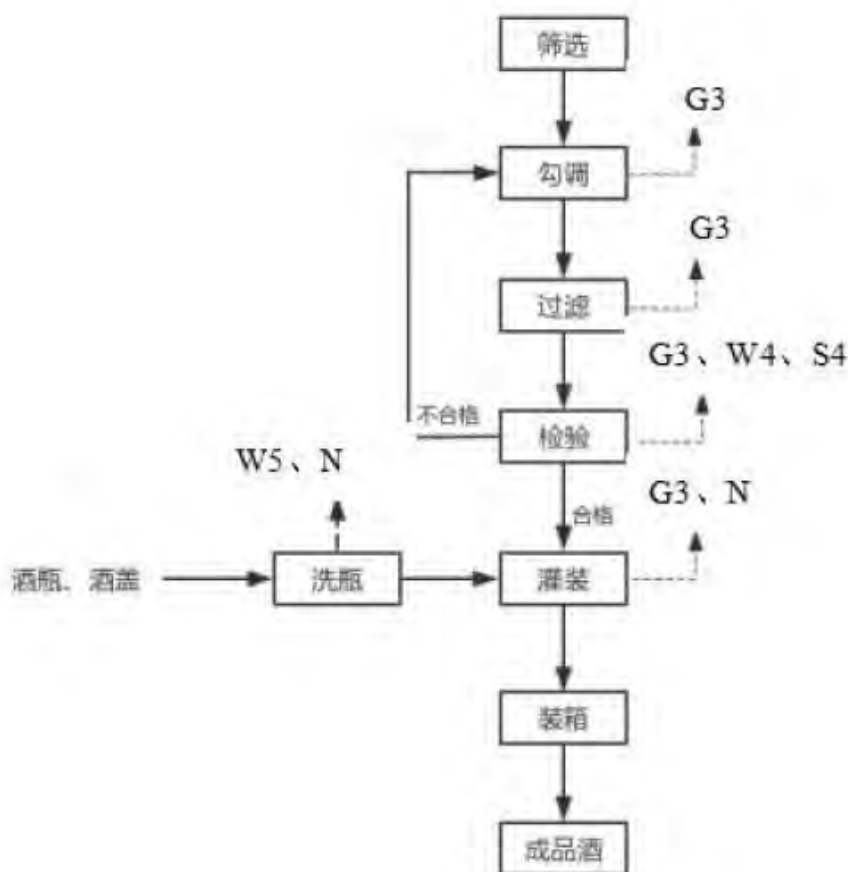 筛选
G3
勾调
G3
过滤
G3、W4、S4
不合格
检验
W5、N
G3、N
合格
酒瓶、酒盖
洗瓶
灌装
装箱
成品酒